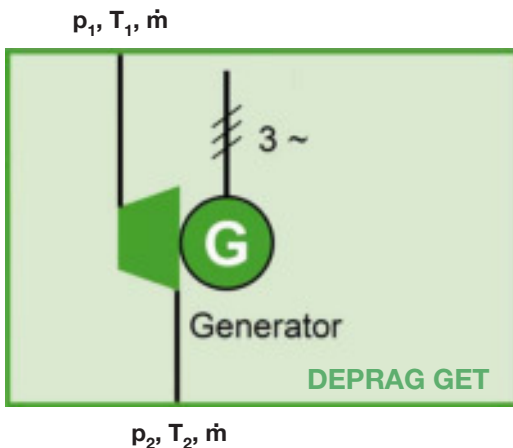 p₁, T₁, ṁ
3 ~
G
Generator
DEPRAG GET
p₂, T₂, ṁ